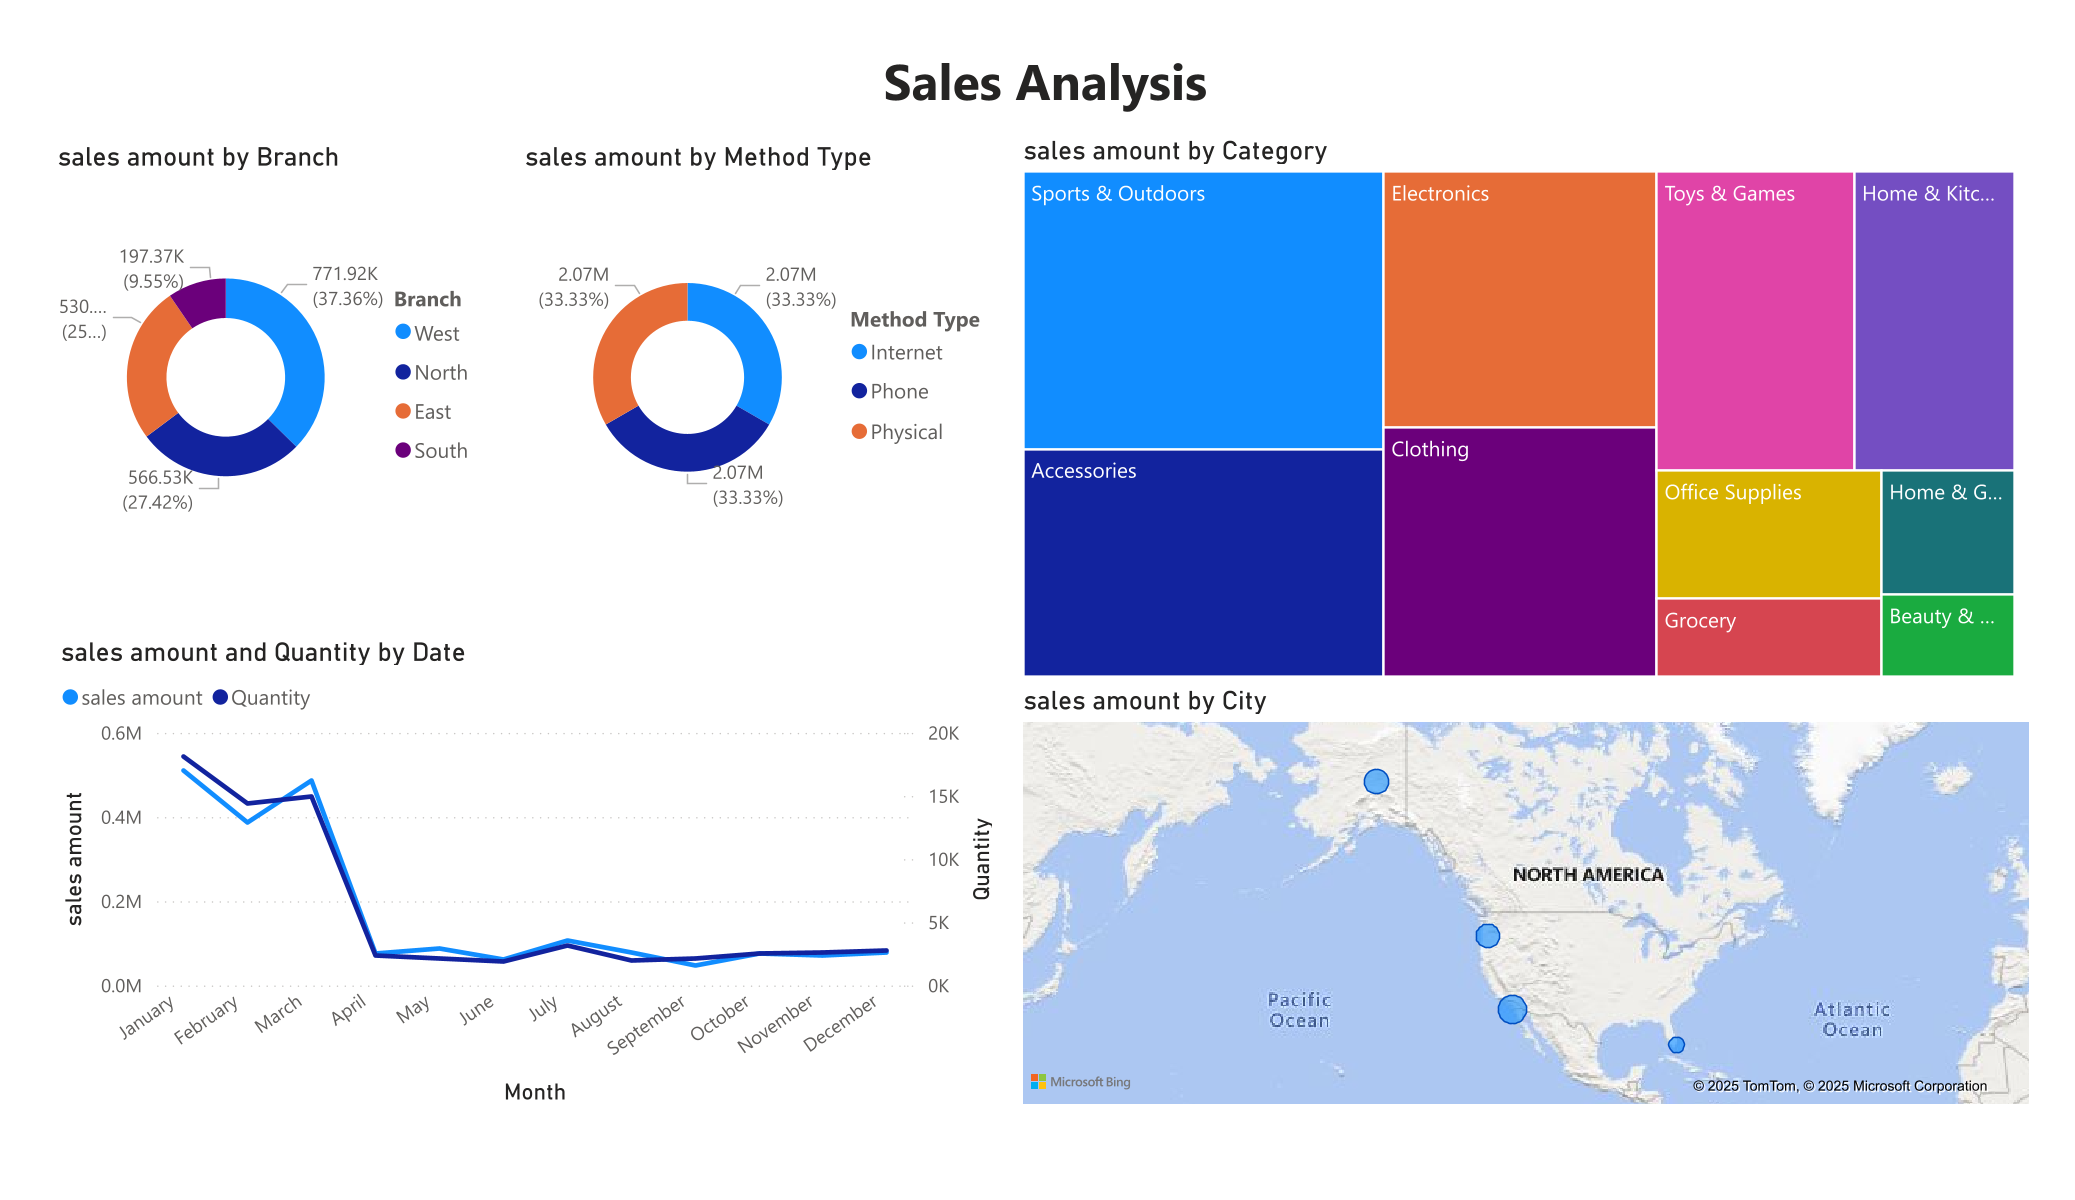 Sales Analysis
sales amount by Branch
197.37K
(9.55%)
771.92K
(37.36%)
530....
(25...)
566.53K
(27.42%)
Branch
West
North
East
South
sales amount by Method Type
2.07M
(33.33%)
2.07M
(33.33%)
2.07M
(33.33%)
Method Type
Internet
Phone
Physical
sales amount by Category
Sports & Outdoors
Electronics
Toys & Games
Home & Kitc...
Accessories
Clothing
Office Supplies
Home & G...
Grocery
Beauty & ...
sales amount and Quantity by Date
sales amount Quantity
0.6M
0.4M
0.2M
0.0M
sales amount
20K
15K
10K
5K
0K
Quantity
January
February
March
April
May
June
July
August
September
October
November
December
Month
sales amount by City
NORTH AMERICA
Pacific
Ocean
Atlantic
Ocean
Microsoft Bing
© 2025 TomTom, © 2025 Microsoft Corporation